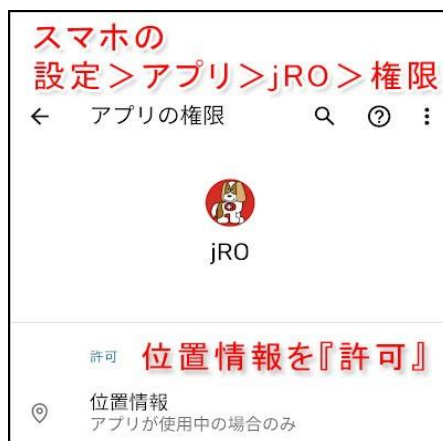 スマホの
設定＞アプリ＞jRO＞権限
アプリの権限
jRO
許可 位置情報を『許可』
位置情報
アプリが使用中の場合のみ